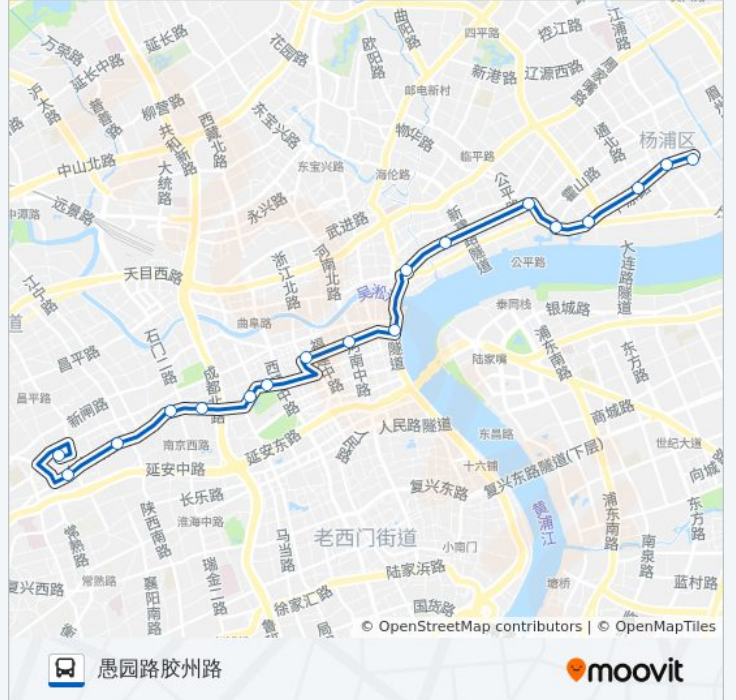 曲阳路
四平路
控江路
江浦路
万荣路
延长路
花园路
欧阳路
延长中路
新港路
辽源西路
沪太路
普善路
邮电新村
柳营路
西藏北路
共和新路
东宝兴路
物华路
通北路
杨浦区
中山北路
大统路
东宝兴路
海伦路
临平路
霍山路
公平路
永兴路
武进路
中潭路
远景路
浙江北路
河南北路
公平路
大连路隧道
天目西路
江宁路
泰同栈
银城路
曲阜路
石门二路
浦东南路
东方路
昌平路
陆家嘴
成都北路
隧道
昌平路
新闸路
商城路
人民路隧道
东昌路
世纪大道
南京西路
延安东路
延安中路
十六铺
复兴东路隧道(下层)
向城路
长乐路
复兴东路
陕西南路
淮海中路
黄浦江
浦东南路
东方路
常熟路
马当路
老西门街道
小南门
南泉路
瑞金二路
陆家浜路
塘桥
蓝村路
复兴西路
常熟路
襄阳南路
徐家汇路
国货路
© OpenStreetMap contributors | © OpenMapTiles
愚园路胶州路
moovit